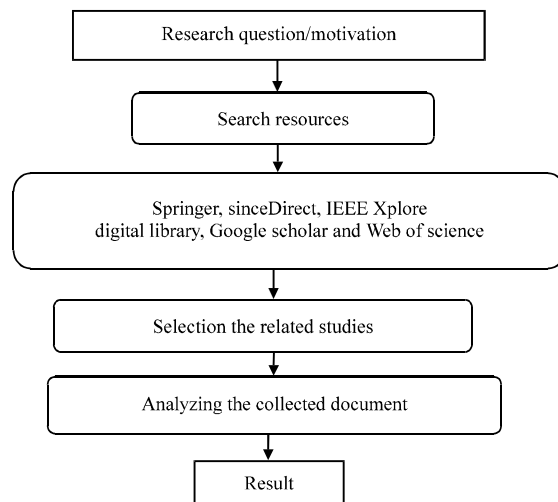 Research question/motivation
Search resources
Springer, sinceDirect, IEEE Xplore
digital library, Google scholar and Web of science
Selection the related studies
Analyzing the collected document
Result